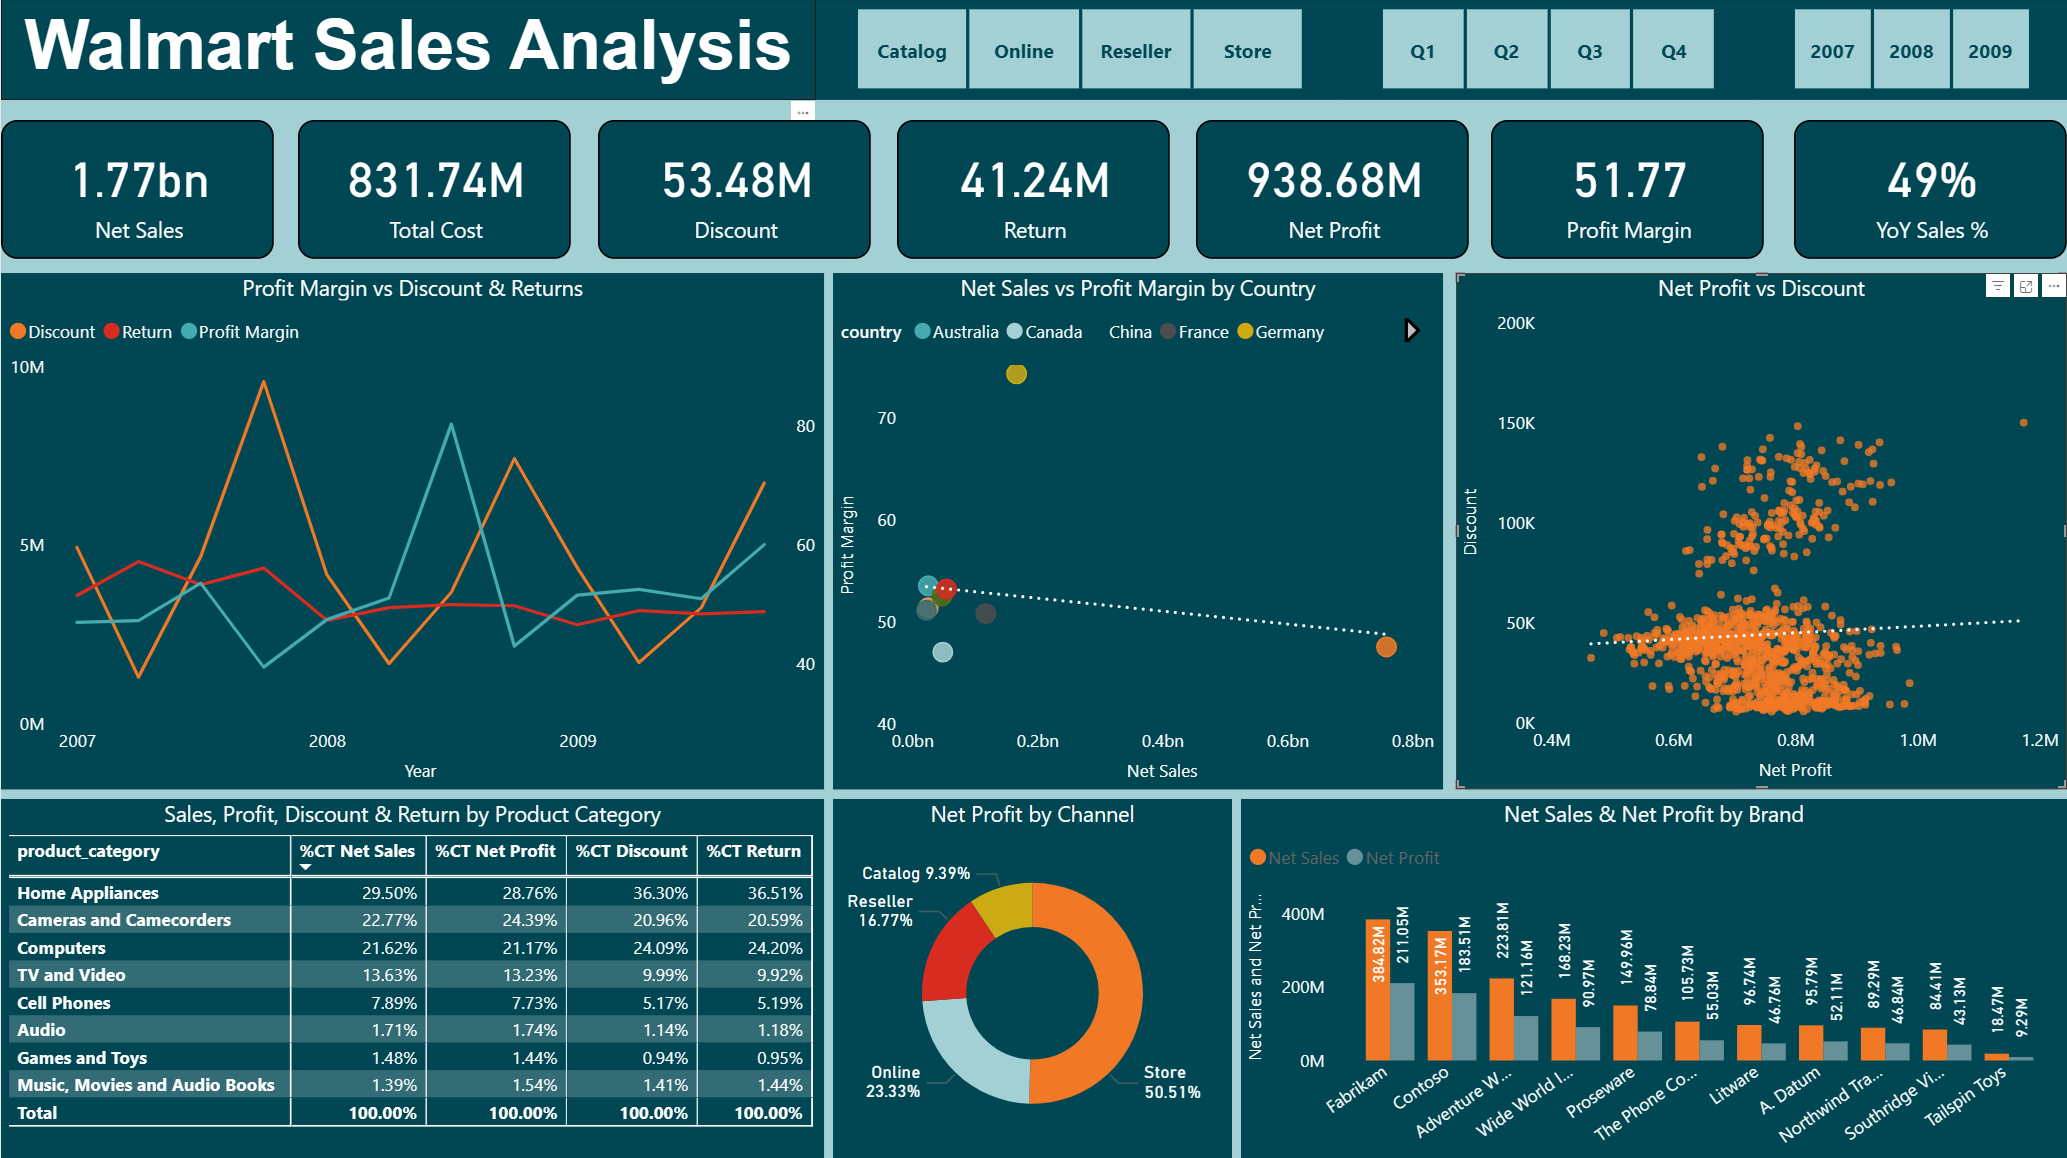 Walmart Sales Analysis
Catalog Online Reseller Store
Q1 Q2 Q3 Q4
2007 2008 2009
1.77bn
Net Sales
831.74M
Total Cost
53.48M
Discount
41.24M
Return
938.68M
Net Profit
51.77
Profit Margin
49%
YoY Sales %
Profit Margin vs Discount & Returns
Discount Return Profit Margin
10M
5M
0M
80
60
40
2007 2008 2009
Year
Net Sales vs Profit Margin by Country
country Australia Canada China France Germany
Profit Margin
70
60
50
40
0.0bn 0.2bn 0.4bn 0.6bn 0.8bn
Net Sales
Net Profit vs Discount
Discount
200K
150K
100K
50K
0K
0.4M 0.6M 0.8M 1.0M 1.2M
Net Profit
Sales, Profit, Discount & Return by Product Category
product_category %CT Net Sales %CT Net Profit %CT Discount %CT Return
Home Appliances 29.50% 28.76% 36.30% 36.51%
Cameras and Camecorders 22.77% 24.39% 20.96% 20.59%
Computers 21.62% 21.17% 24.09% 24.20%
TV and Video 13.63% 13.23% 9.99% 9.92%
Cell Phones 7.89% 7.73% 5.17% 5.19%
Audio 1.71% 1.74% 1.14% 1.18%
Games and Toys 1.48% 1.44% 0.94% 0.95%
Music, Movies and Audio Books 1.39% 1.54% 1.41% 1.44%
Total 100.00% 100.00% 100.00% 100.00%
Net Profit by Channel
Catalog 9.39%
Reseller
16.77%
Online
23.33%
Store
50.51%
Net Sales & Net Profit by Brand
Net Sales Net Profit
Net Sales and Net Pr...
400M
200M
0M
384.82M 211.05M
353.17M 183.51M
223.81M 121.16M
168.23M 90.97M
149.96M 78.84M
105.73M 55.03M
96.74M 46.76M
95.79M 52.11M
89.29M 46.84M
84.41M 43.13M
18.47M 9.29M
Fabrikam
Contoso
Adventure W...
Wide World I...
Proseware
The Phone Co...
Litware
A. Datum
Northwind Tra...
Southridge Vi...
Tailspin Toys